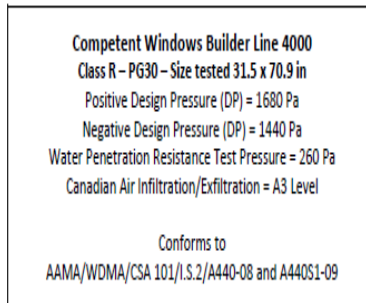 Competent Windows Builder Line 4000
Class R – PG30 – Size tested 31.5 x 70.9 in
Positive Design Pressure (DP) = 1680 Pa
Negative Design Pressure (DP) = 1440 Pa
Water Penetration Resistance Test Pressure = 260 Pa
Canadian Air Infiltration/Exfiltration = A3 Level
Conforms to
AAMA/WDMA/CSA 101/I.S.2/A440-08 and A440S1-09